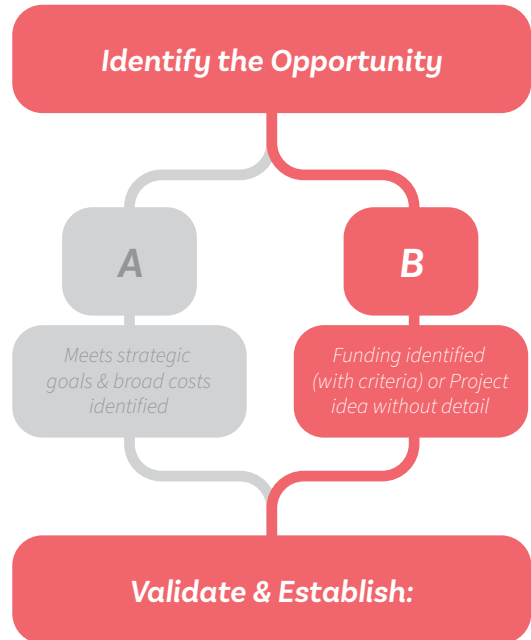 Identify the Opportunity
A
B
Meets strategic
goals & broad costs
identified
Funding identified
(with criteria) or Project
idea without detail
Validate & Establish: